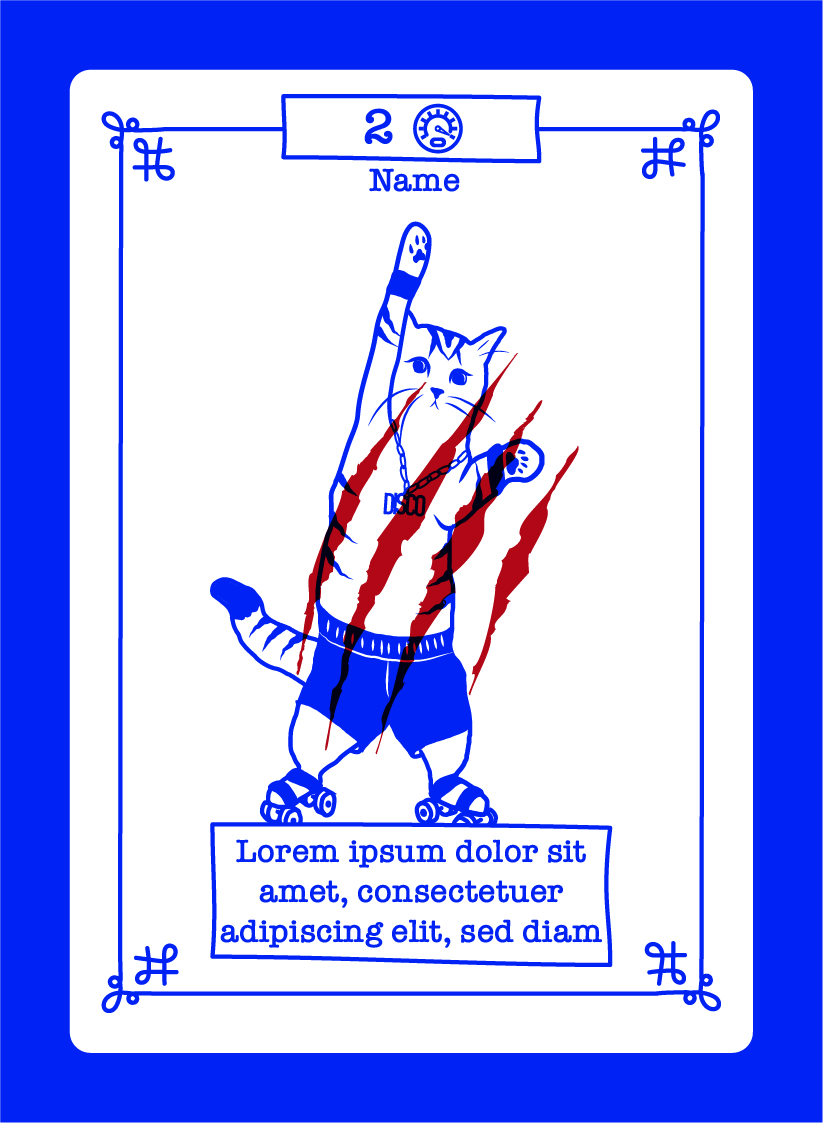 2
Name
DISCO
Lorem ipsum dolor sit
amet, consectetuer
adipiscing elit, sed diam